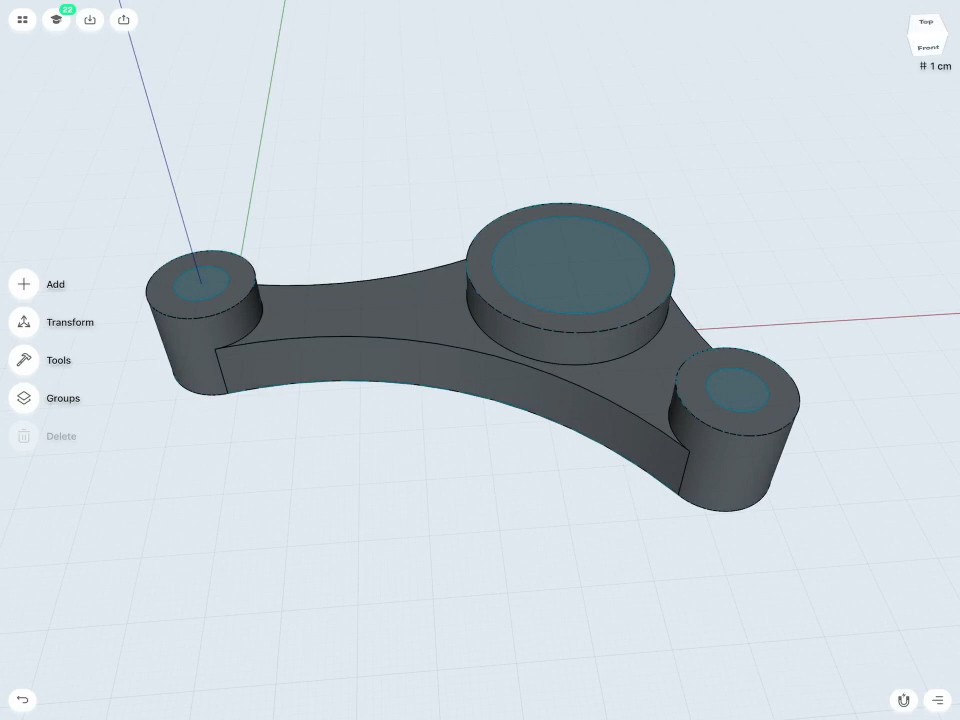 22
Top
Front
# 1 cm
Add
Transform
Tools
Groups
Delete